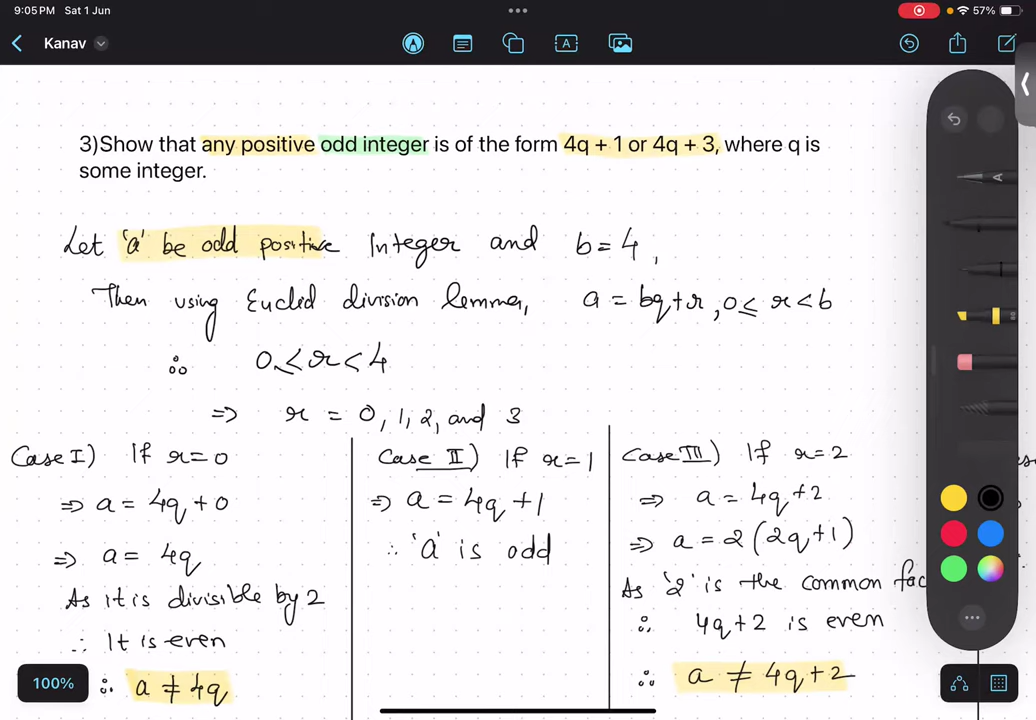 9:05 PM Sat 1 Jun
57%
Kanav
3)Show that any positive odd integer is of the form 4q + 1 or 4q + 3, where q is
some integer.
Let 'a' be odd positive Integer and b = 4,
Then using Euclid division lemma, a = bq+r, 0 ≤ r < b
∴ 0 ≤ r < 4
⇒ r = 0, 1, 2, and 3
Case I) If r=0
⇒ a = 4q + 0
⇒ a = 4q
As it is divisible by 2
∴ It is even
∴ a ≠ 4q
Case II) If r=1
⇒ a = 4q +1
∴ 'a' is odd
Case III) If r=2
⇒ a = 4q+2
⇒ a = 2(2q+1)
As '2' is the common fac
∴ 4q+2 is even
∴ a ≠ 4q+2
100%